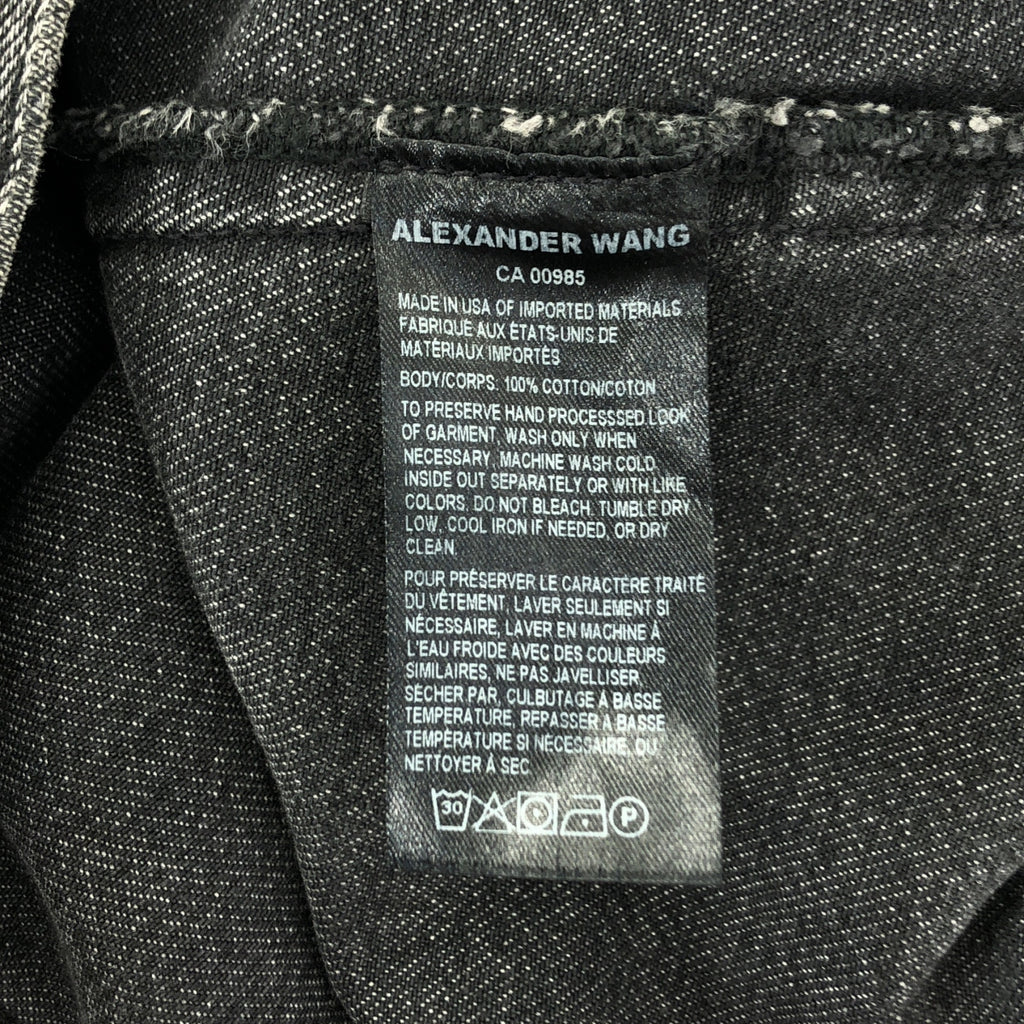 ALEXANDER WANG
CA 00985
MADE IN USA OF IMPORTED MATERIALS
FABRIQUÉ AUX ÉTATS-UNIS DE
MATÉRIAUX IMPORTÉS
BODY/CORPS: 100% COTTON/COTON
TO PRESERVE HAND PROCESSSED LOOK
OF GARMENT, WASH ONLY WHEN
NECESSARY, MACHINE WASH COLD,
INSIDE OUT SEPARATELY OR WITH LIKE
COLORS. DO NOT BLEACH, TUMBLE DRY
LOW, COOL IRON IF NEEDED, OR DRY
CLEAN.
POUR PRÉSERVER LE CARACTÈRE TRAITÉ
DU VÊTEMENT, LAVER SEULEMENT SI
NÉCESSAIRE, LAVER EN MACHINE À
L'EAU FROIDE AVEC DES COULEURS
SIMILAIRES, NE PAS JAVELLISER,
SÉCHER PAR, CULBUTAGE À BASSE
TEMPÉRATURE, REPASSER À BASSE
TEMPÉRATURE SI NÉCESSAIRE, OU
NETTOYER À SEC
30 P